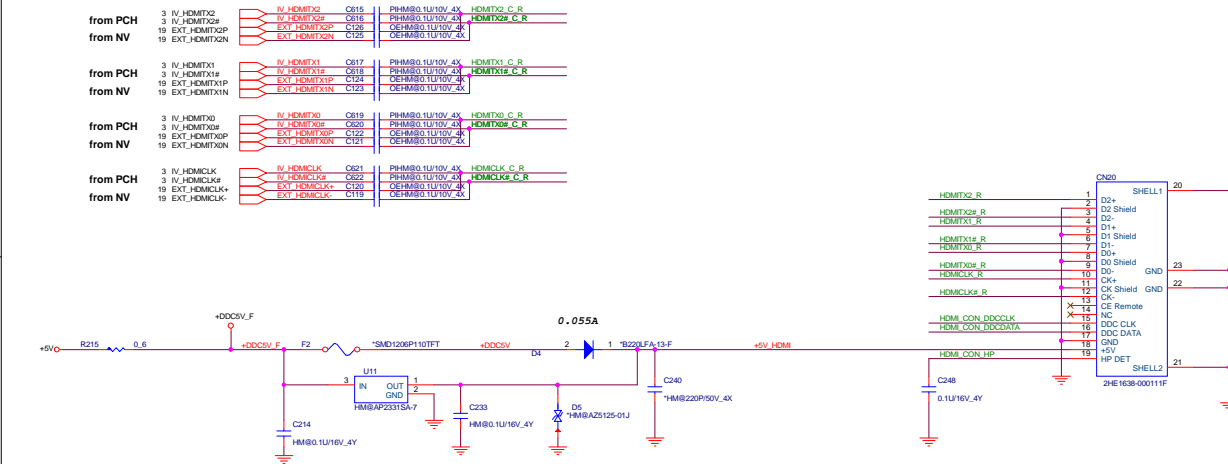 from PCH 3 IV_HDMITX2 IV_HDMITX2 C615 PIHM@0.1U/10V_4X HDMITX2_C_R
3 IV_HDMITX2# IV_HDMITX2# C616 PIHM@0.1U/10V_4X HDMITX2#_C_R
from NV 19 EXT_HDMITX2P EXT_HDMITX2P C126 OEHM@0.1U/10V_4X
19 EXT_HDMITX2N EXT_HDMITX2N C125 OEHM@0.1U/10V_4X
from PCH 3 IV_HDMITX1 IV_HDMITX1 C617 PIHM@0.1U/10V_4X HDMITX1_C_R
3 IV_HDMITX1# IV_HDMITX1# C618 PIHM@0.1U/10V_4X HDMITX1#_C_R
from NV 19 EXT_HDMITX1P EXT_HDMITX1P C124 OEHM@0.1U/10V_4X
19 EXT_HDMITX1N EXT_HDMITX1N C123 OEHM@0.1U/10V_4X
from PCH 3 IV_HDMITX0 IV_HDMITX0 C619 PIHM@0.1U/10V_4X HDMITX0_C_R
3 IV_HDMITX0# IV_HDMITX0# C620 PIHM@0.1U/10V_4X HDMITX0#_C_R
from NV 19 EXT_HDMITX0P EXT_HDMITX0P C122 OEHM@0.1U/10V_4X
19 EXT_HDMITX0N EXT_HDMITX0N C121 OEHM@0.1U/10V_4X
from PCH 3 IV_HDMICLK IV_HDMICLK C621 PIHM@0.1U/10V_4X HDMICLK_C_R
3 IV_HDMICLK# IV_HDMICLK# C622 PIHM@0.1U/10V_4X HDMICLK#_C_R
from NV 19 EXT_HDMICLK+ EXT_HDMICLK+ C120 OEHM@0.1U/10V_4X
19 EXT_HDMICLK- EXT_HDMICLK- C119 OEHM@0.1U/10V_4X
CN20
SHELL1 20
HDMITX2_R 1 D2+
2 D2 Shield
HDMITX2#_R 3 D2-
HDMITX1_R 4 D1+
5 D1 Shield
HDMITX1#_R 6 D1-
HDMITX0_R 7 D0+
8 D0 Shield
HDMITX0#_R 9 D0- GND 23
HDMICLK_R 10 CK+
11 CK Shield GND 22
HDMICLK#_R 12 CK-
13 CE Remote
14 NC
HDMI_CON_DDCCLK 15 DDC CLK
HDMI_CON_DDCDATA 16 DDC DATA
17 GND
18 +5V
HDMI_CON_HP 19 HP DET
SHELL2 21
2HE1638-000111F
+DDC5V_F
0.055A
+5V R215 0_6 +DDC5V_F F2 *SMD1206P110TFT +DDC5V D4 2 1 *B220LFA-13-F +5V_HDMI
U11
3 IN OUT 1
GND 2
HM@AP2331SA-7
C214
HM@0.1U/16V_4Y
C233
HM@0.1U/16V_4Y
D5
*HM@AZ5125-01J
C240
*HM@220P/50V_4X
C248
0.1U/16V_4Y